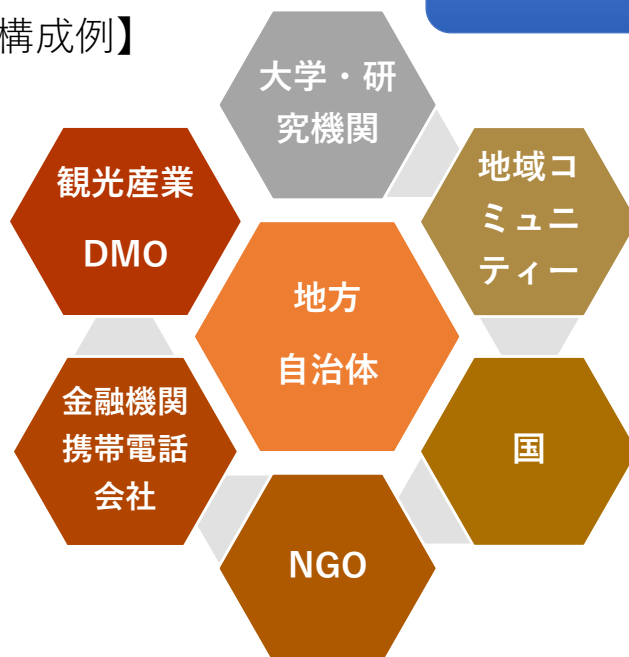 構成例】
大学・研
究機関
観光産業
DMO
地域コ
ミュニ
ティー
地方
自治体
金融機関
携帯電話
会社
国
NGO